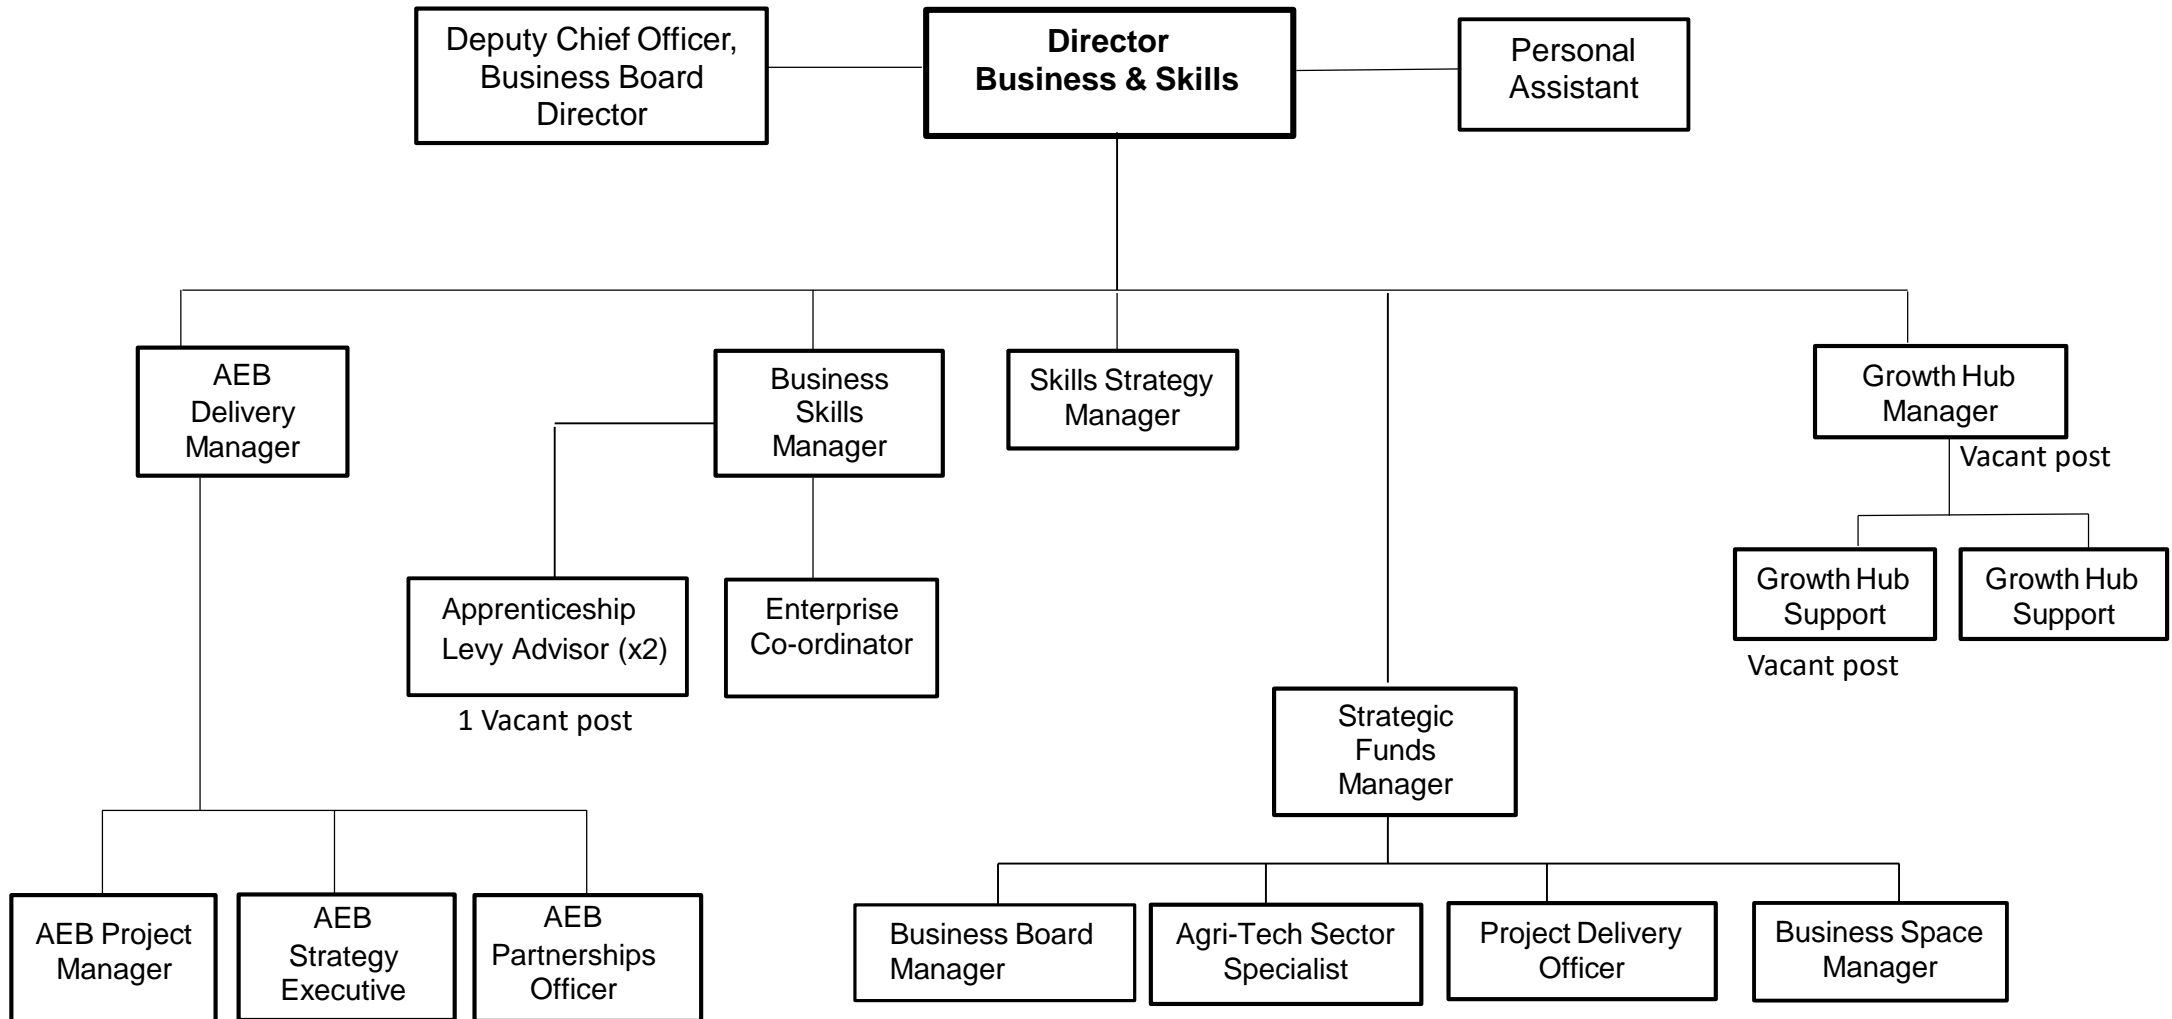 Deputy Chief Officer,
Business Board
Director
Director
Business & Skills
Personal
Assistant
AEB
Delivery
Manager
Business
Skills
Manager
Skills Strategy
Manager
Growth Hub
Manager
Vacant post
Growth Hub
Support
Growth Hub
Support
Vacant post
Apprenticeship
Levy Advisor (x2)
Enterprise
Co-ordinator
1 Vacant post
Strategic
Funds
Manager
AEB Project
Manager
AEB
Strategy
Executive
AEB
Partnerships
Officer
Business Board
Manager
Agri-Tech Sector
Specialist
Project Delivery
Officer
Business Space
Manager